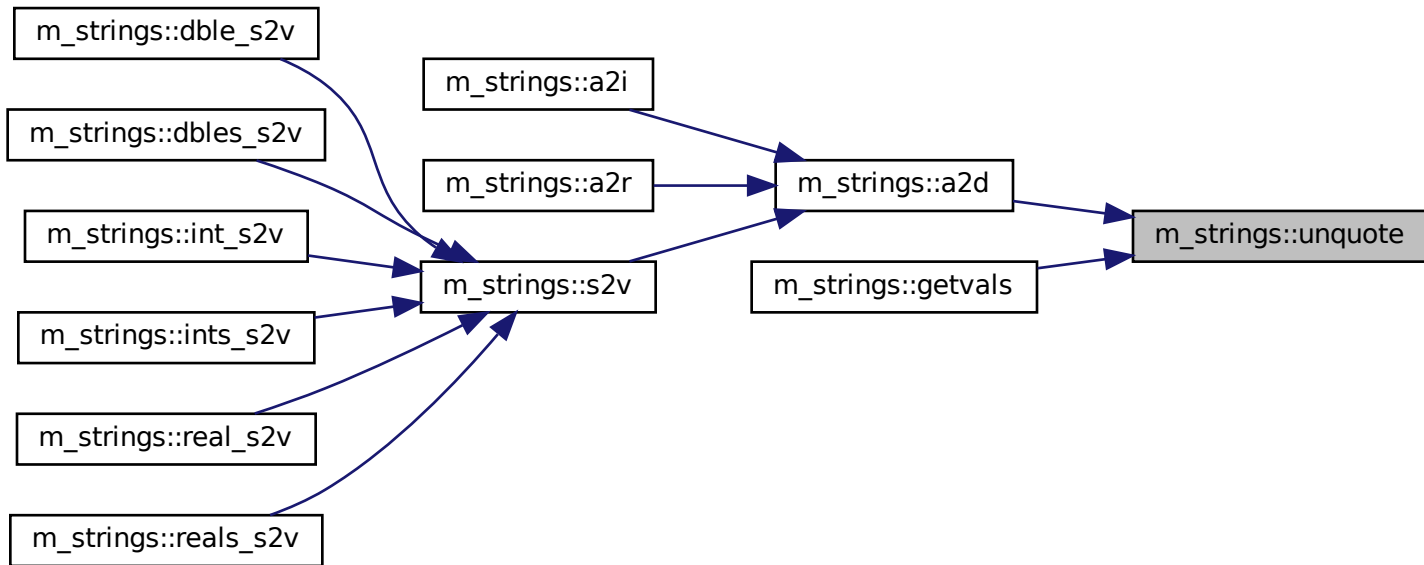 m_strings::dble_s2v
m_strings::dbles_s2v
m_strings::int_s2v
m_strings::ints_s2v
m_strings::real_s2v
m_strings::reals_s2v
m_strings::a2i
m_strings::a2r
m_strings::s2v
m_strings::a2d
m_strings::getvals
m_strings::unquote